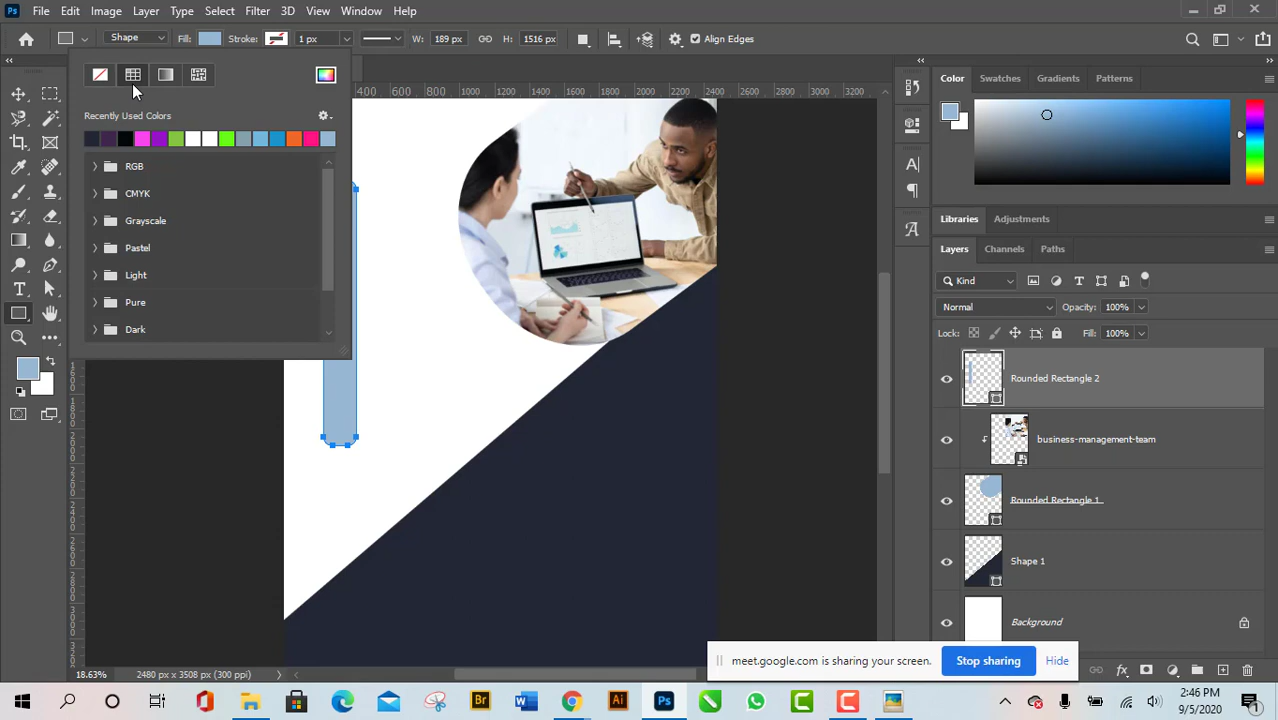 Ps File Edit Image Layer Type Select Filter 3D View Window Help
Shape Fill: Stroke: 1 px W: 189 px H: 1516 px Align Edges
400 600 800 1000 1200 1400 1600 1800 2000 2200 2400 2600 2800 3000 3200
Recently Used Colors
RGB
CMYK
Grayscale
Pastel
Light
Pure
Dark
Color Swatches Gradients Patterns
Libraries Adjustments
Layers Channels Paths
Kind
Normal Opacity: 100%
Lock: Fill: 100%
Rounded Rectangle 2
business-management-team
Rounded Rectangle 1
Shape 1
Background
meet.google.com is sharing your screen. Stop sharing Hide
18.63% 2480 px x 3508 px (300 ppi)
Br W Ai Ps C C
2:46 PM
9/5/2020